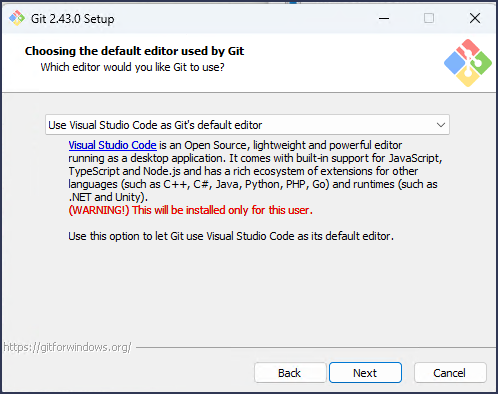 Git 2.43.0 Setup
Choosing the default editor used by Git
Which editor would you like Git to use?
Use Visual Studio Code as Git's default editor
Visual Studio Code is an Open Source, lightweight and powerful editor
running as a desktop application. It comes with built-in support for JavaScript,
TypeScript and Node.js and has a rich ecosystem of extensions for other
languages (such as C++, C#, Java, Python, PHP, Go) and runtimes (such as
.NET and Unity).
(WARNING!) This will be installed only for this user.
Use this option to let Git use Visual Studio Code as its default editor.
https://gitforwindows.org/
Back Next Cancel